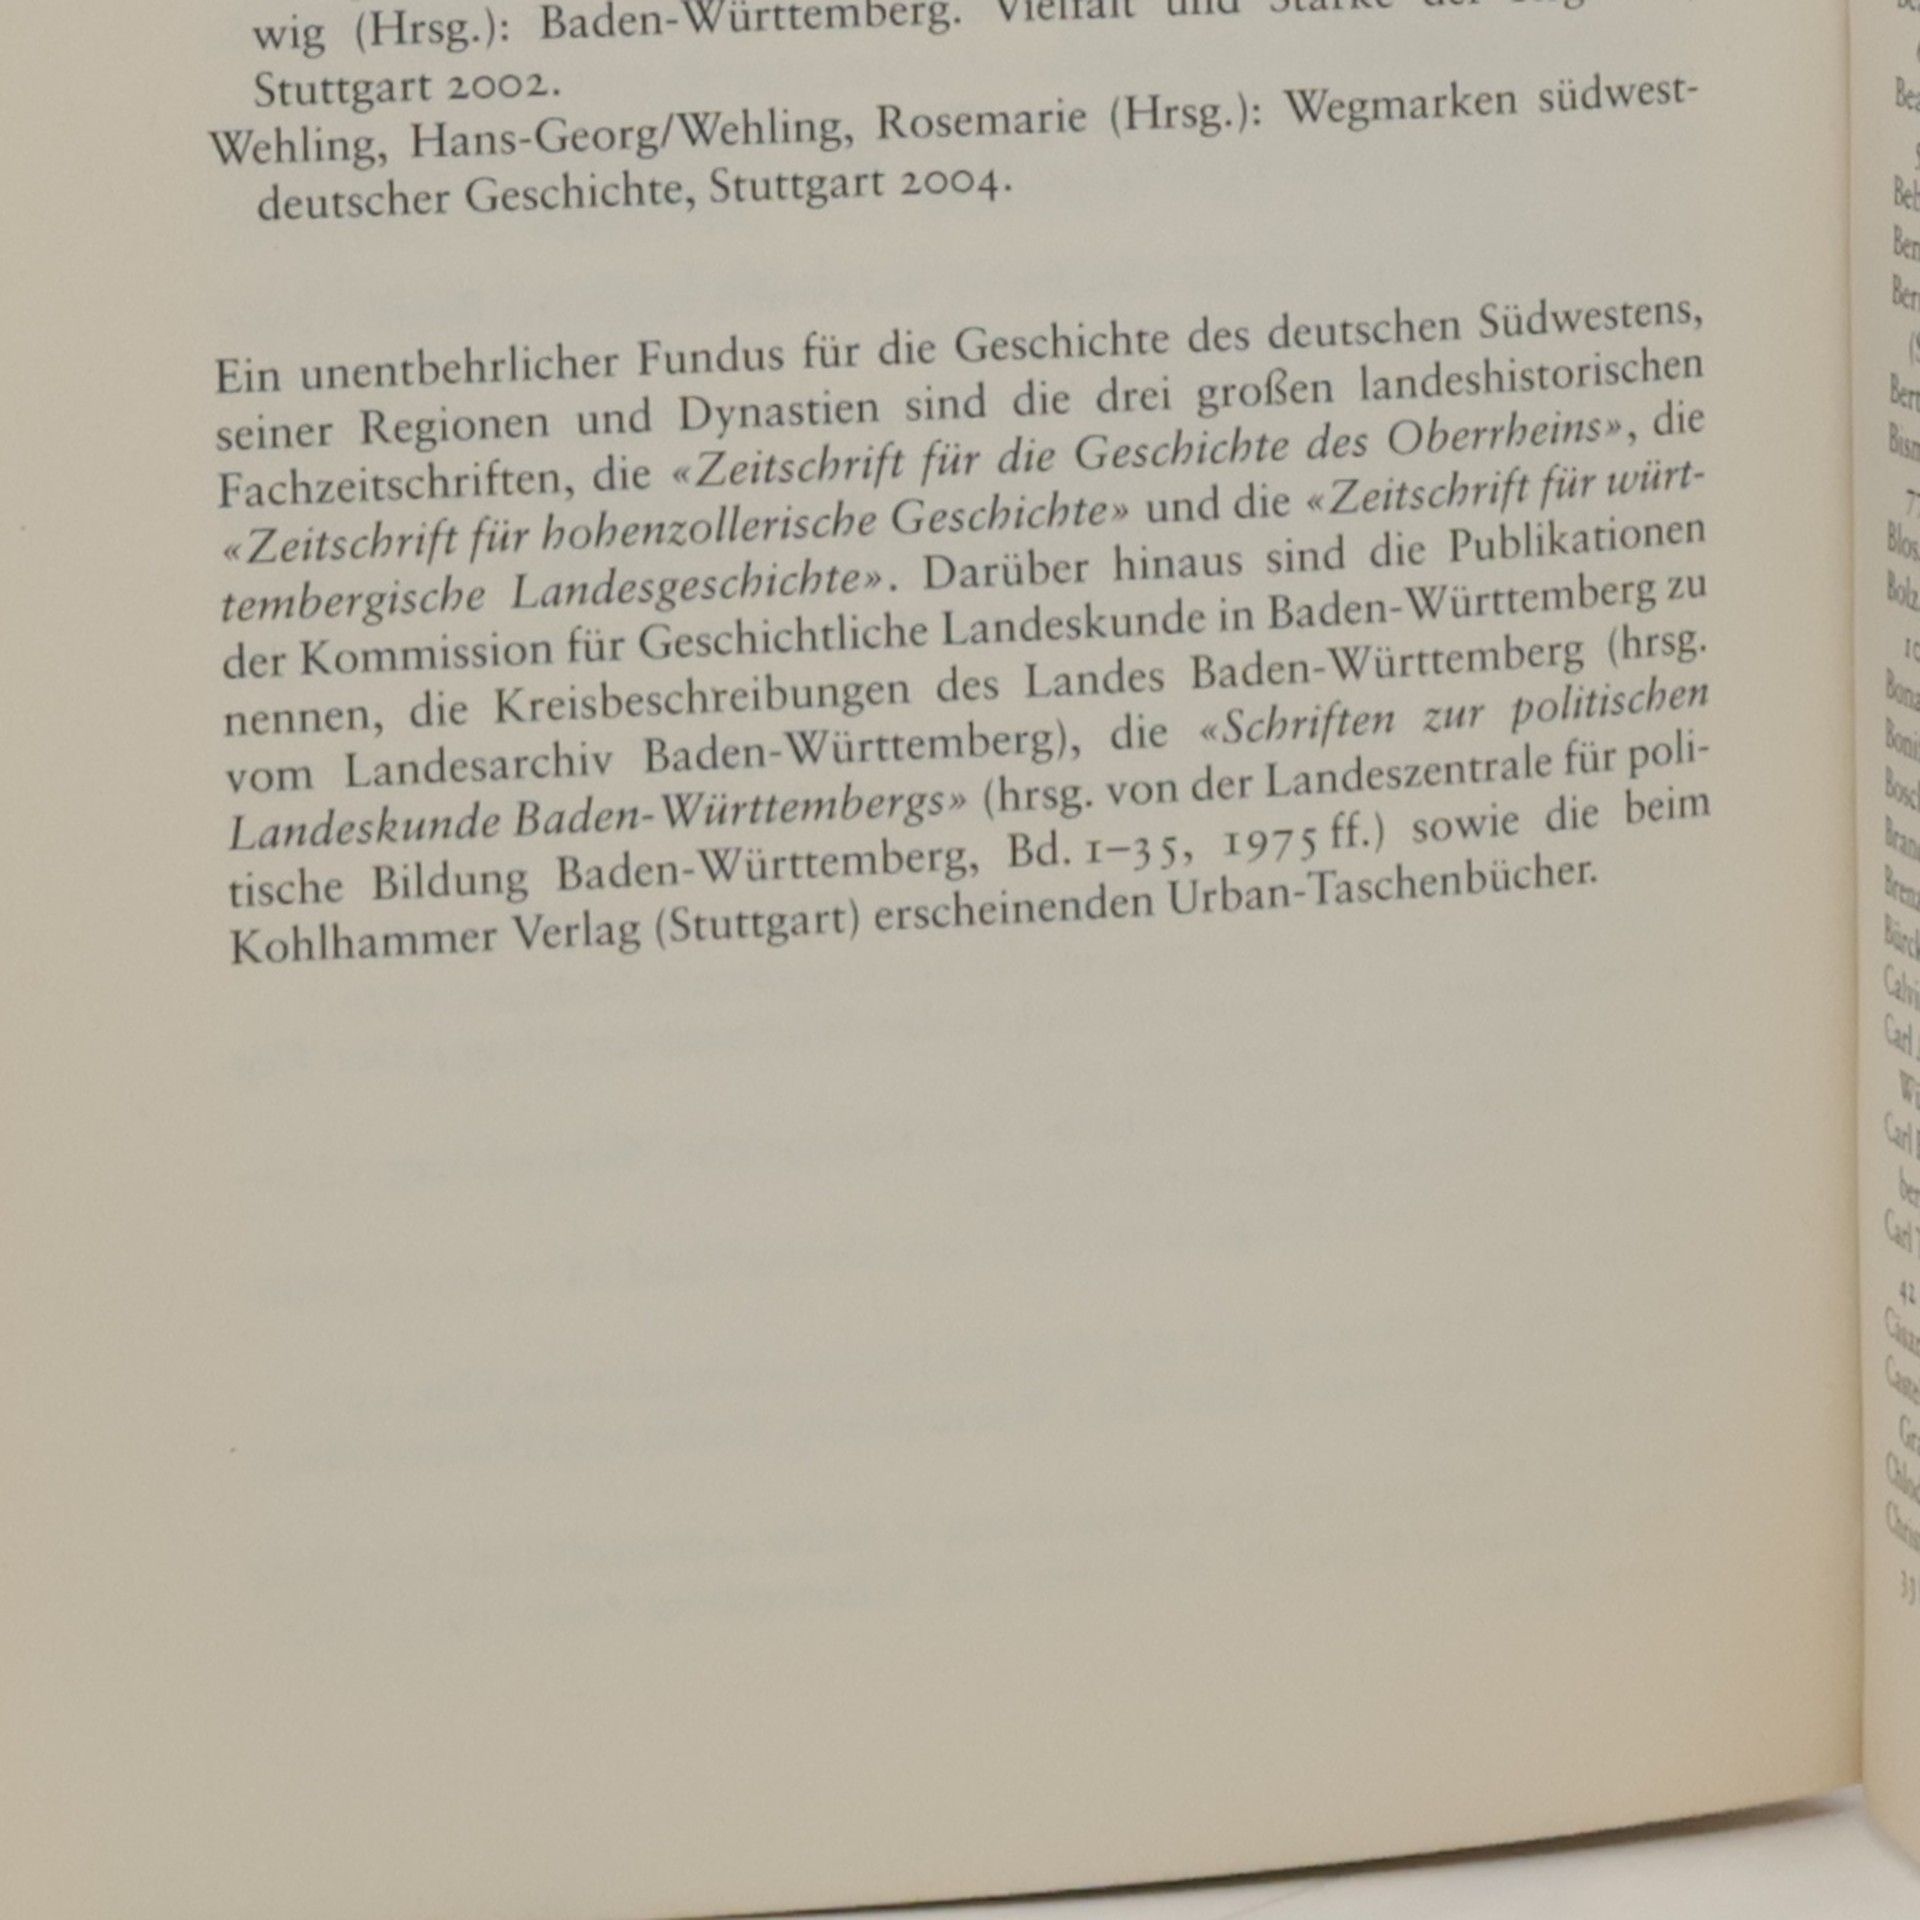 wig (Hrsg.): Baden-Württemberg. Vielfalt und Stärke der
Stuttgart 2002.
Wehling, Hans-Georg/Wehling, Rosemarie (Hrsg.): Wegmarken südwest-
deutscher Geschichte, Stuttgart 2004.
Ein unentbehrlicher Fundus für die Geschichte des deutschen Südwestens,
seiner Regionen und Dynastien sind die drei großen landeshistorischen
Fachzeitschriften, die «Zeitschrift für die Geschichte des Oberrheins», die
«Zeitschrift für hohenzollerische Geschichte» und die «Zeitschrift für würt-
tembergische Landesgeschichte». Darüber hinaus sind die Publikationen
der Kommission für Geschichtliche Landeskunde in Baden-Württemberg zu
nennen, die Kreisbeschreibungen des Landes Baden-Württemberg (hrsg.
vom Landesarchiv Baden-Württemberg), die «Schriften zur politischen
Landeskunde Baden-Württembergs» (hrsg. von der Landeszentrale für poli-
tische Bildung Baden-Württemberg, Bd. 1–35, 1975 ff.) sowie die beim
Kohlhammer Verlag (Stuttgart) erscheinenden Urban-Taschenbücher.